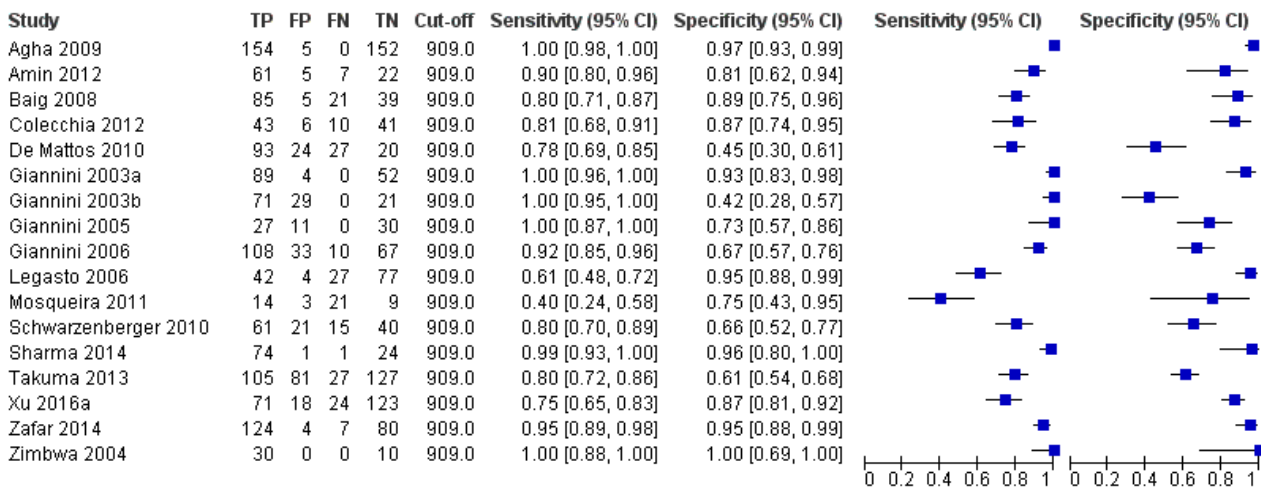 Study TP FP FN TN Cut-off Sensitivity (95% CI) Specificity (95% CI) Sensitivity (95% CI) Specificity (95% CI)
Agha 2009 154 5 0 152 909.0 1.00 [0.98, 1.00] 0.97 [0.93, 0.99]
Amin 2012 61 5 7 22 909.0 0.90 [0.80, 0.96] 0.81 [0.62, 0.94]
Baig 2008 85 5 21 39 909.0 0.80 [0.71, 0.87] 0.89 [0.75, 0.96]
Colecchia 2012 43 6 10 41 909.0 0.81 [0.68, 0.91] 0.87 [0.74, 0.95]
De Mattos 2010 93 24 27 20 909.0 0.78 [0.69, 0.85] 0.45 [0.30, 0.61]
Giannini 2003a 89 4 0 52 909.0 1.00 [0.96, 1.00] 0.93 [0.83, 0.98]
Giannini 2003b 71 29 0 21 909.0 1.00 [0.95, 1.00] 0.42 [0.28, 0.57]
Giannini 2005 27 11 0 30 909.0 1.00 [0.87, 1.00] 0.73 [0.57, 0.86]
Giannini 2006 108 33 10 67 909.0 0.92 [0.85, 0.96] 0.67 [0.57, 0.76]
Legasto 2006 42 4 27 77 909.0 0.61 [0.48, 0.72] 0.95 [0.88, 0.99]
Mosqueira 2011 14 3 21 9 909.0 0.40 [0.24, 0.58] 0.75 [0.43, 0.95]
Schwarzenberger 2010 61 21 15 40 909.0 0.80 [0.70, 0.89] 0.66 [0.52, 0.77]
Sharma 2014 74 1 1 24 909.0 0.99 [0.93, 1.00] 0.96 [0.80, 1.00]
Takuma 2013 105 81 27 127 909.0 0.80 [0.72, 0.86] 0.61 [0.54, 0.68]
Xu 2016a 71 18 24 123 909.0 0.75 [0.65, 0.83] 0.87 [0.81, 0.92]
Zafar 2014 124 4 7 80 909.0 0.95 [0.89, 0.98] 0.95 [0.88, 0.99]
Zimbwa 2004 30 0 0 10 909.0 1.00 [0.88, 1.00] 1.00 [0.69, 1.00]
0 0.2 0.4 0.6 0.8 1 0 0.2 0.4 0.6 0.8 1